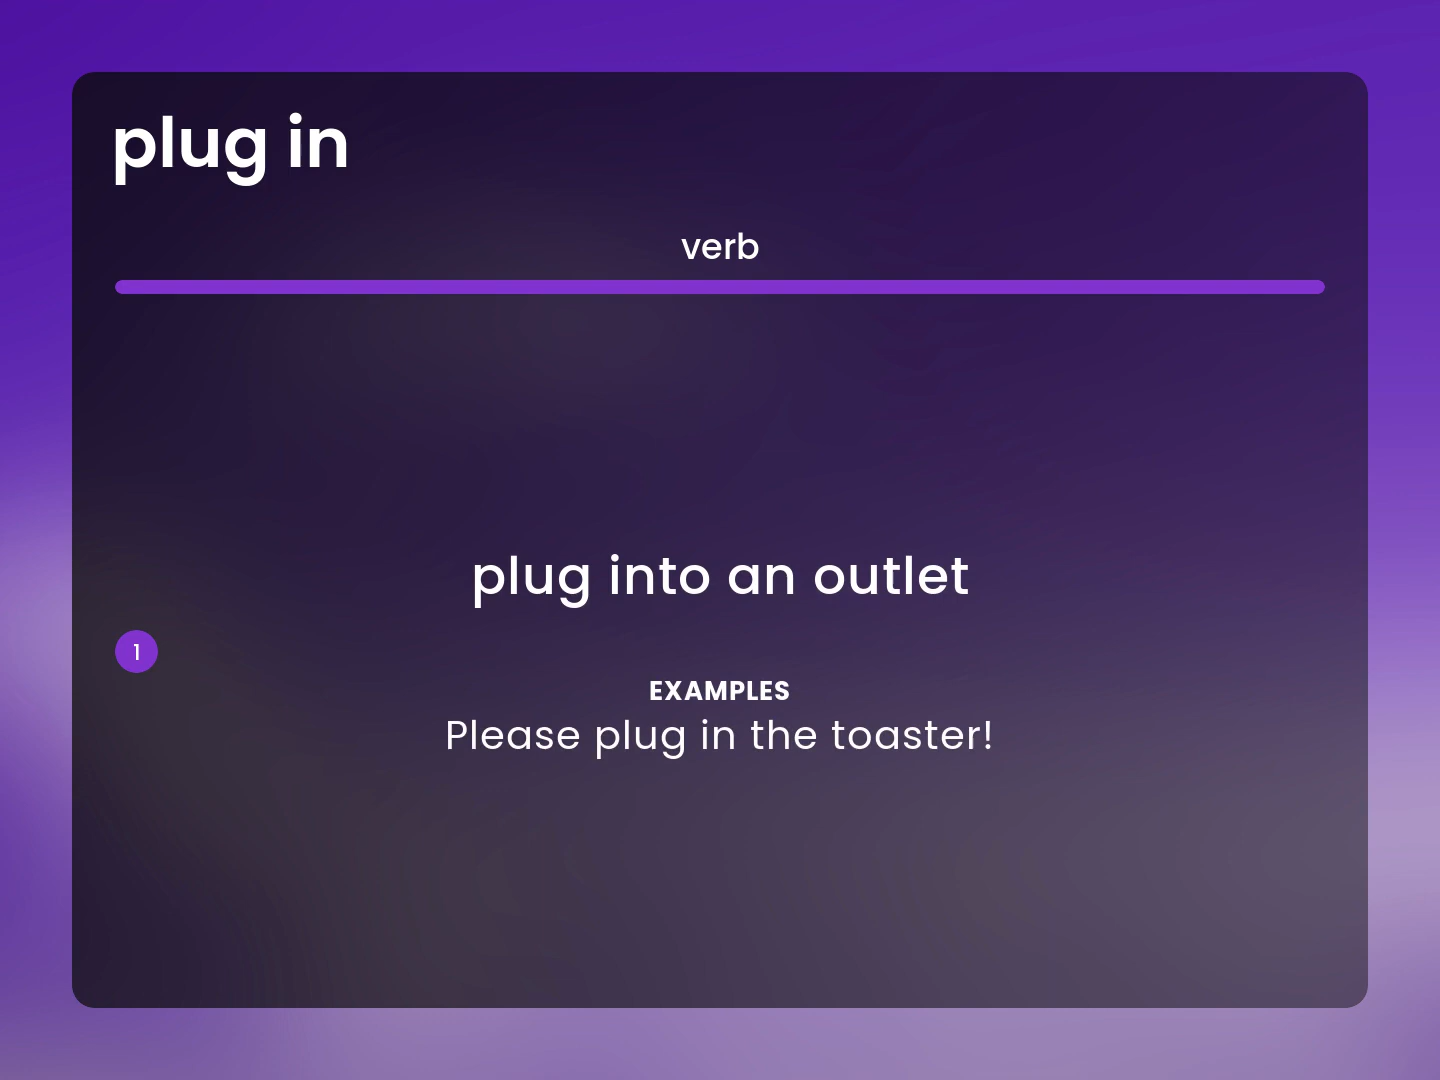 plug in
verb
plug into an outlet
1
EXAMPLES
Please plug in the toaster!